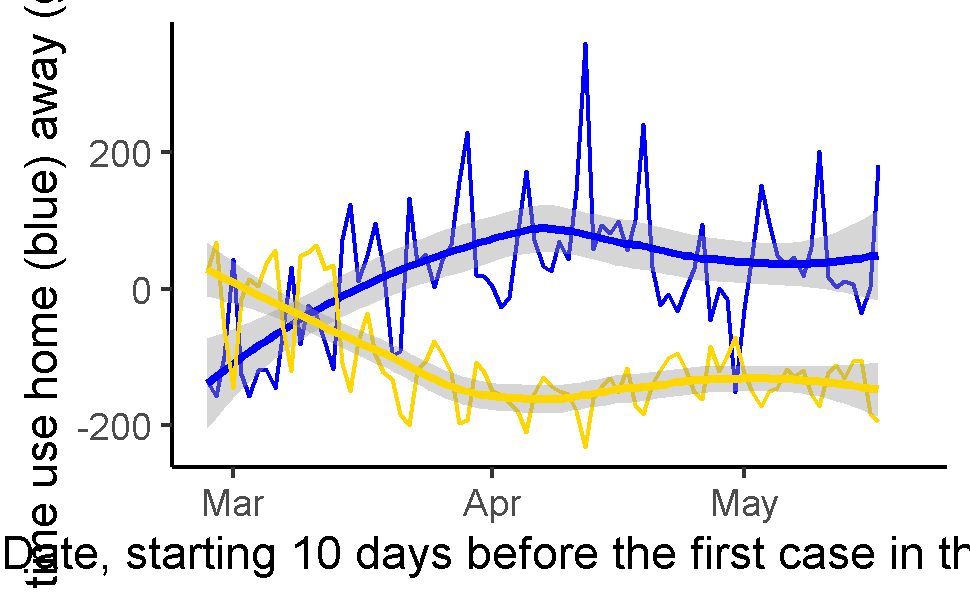 time use home (blue) away (
200
0
-200
Mar Apr May
Date, starting 10 days before the first case in th